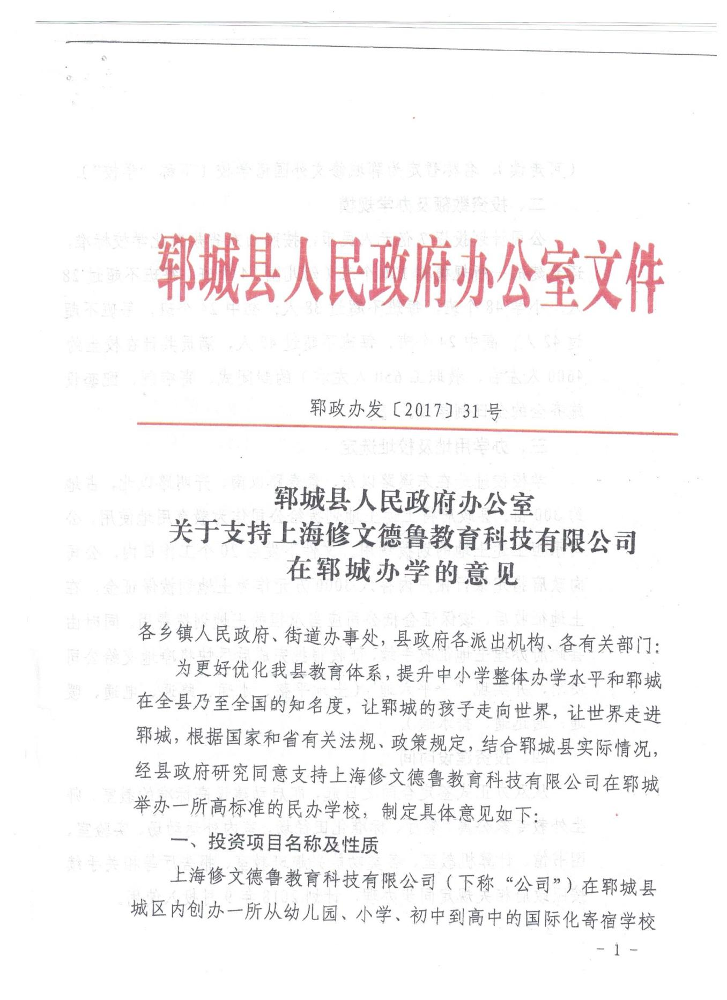 郓城县人民政府办公室文件
郓政办发〔2017〕31号
郓城县人民政府办公室
关于支持上海修文德鲁教育科技有限公司
在郓城办学的意见
各乡镇人民政府、街道办事处，县政府各派出机构、各有关部门：
为更好优化我县教育体系，提升中小学整体办学水平和郓城
在全县乃至全国的知名度，让郓城的孩子走向世界，让世界走进
郓城，根据国家和省有关法规、政策规定，结合郓城县实际情况，
经县政府研究同意支持上海修文德鲁教育科技有限公司在郓城
举办一所高标准的民办学校，制定具体意见如下：
一、投资项目名称及性质
上海修文德鲁教育科技有限公司（下称“公司”）在郓城县
城区内创办一所从幼儿园、小学、初中到高中的国际化寄宿学校
- 1 -